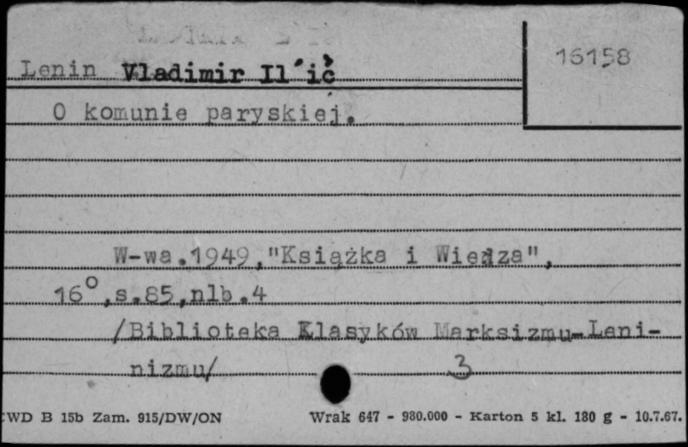 16158
Lenin Vladimir Il'ič
O komunie paryskiej.
W-wa.1949,"Książka i Wiedza",
16°,s.85,nlb.4
/Biblioteka Klasyków Marksizmu-Leni-
nizmu/ 3
WD B 15b Zam. 915/DW/ON Wrak 647 - 980.000 - Karton 5 kl. 180 g - 10.7.67.